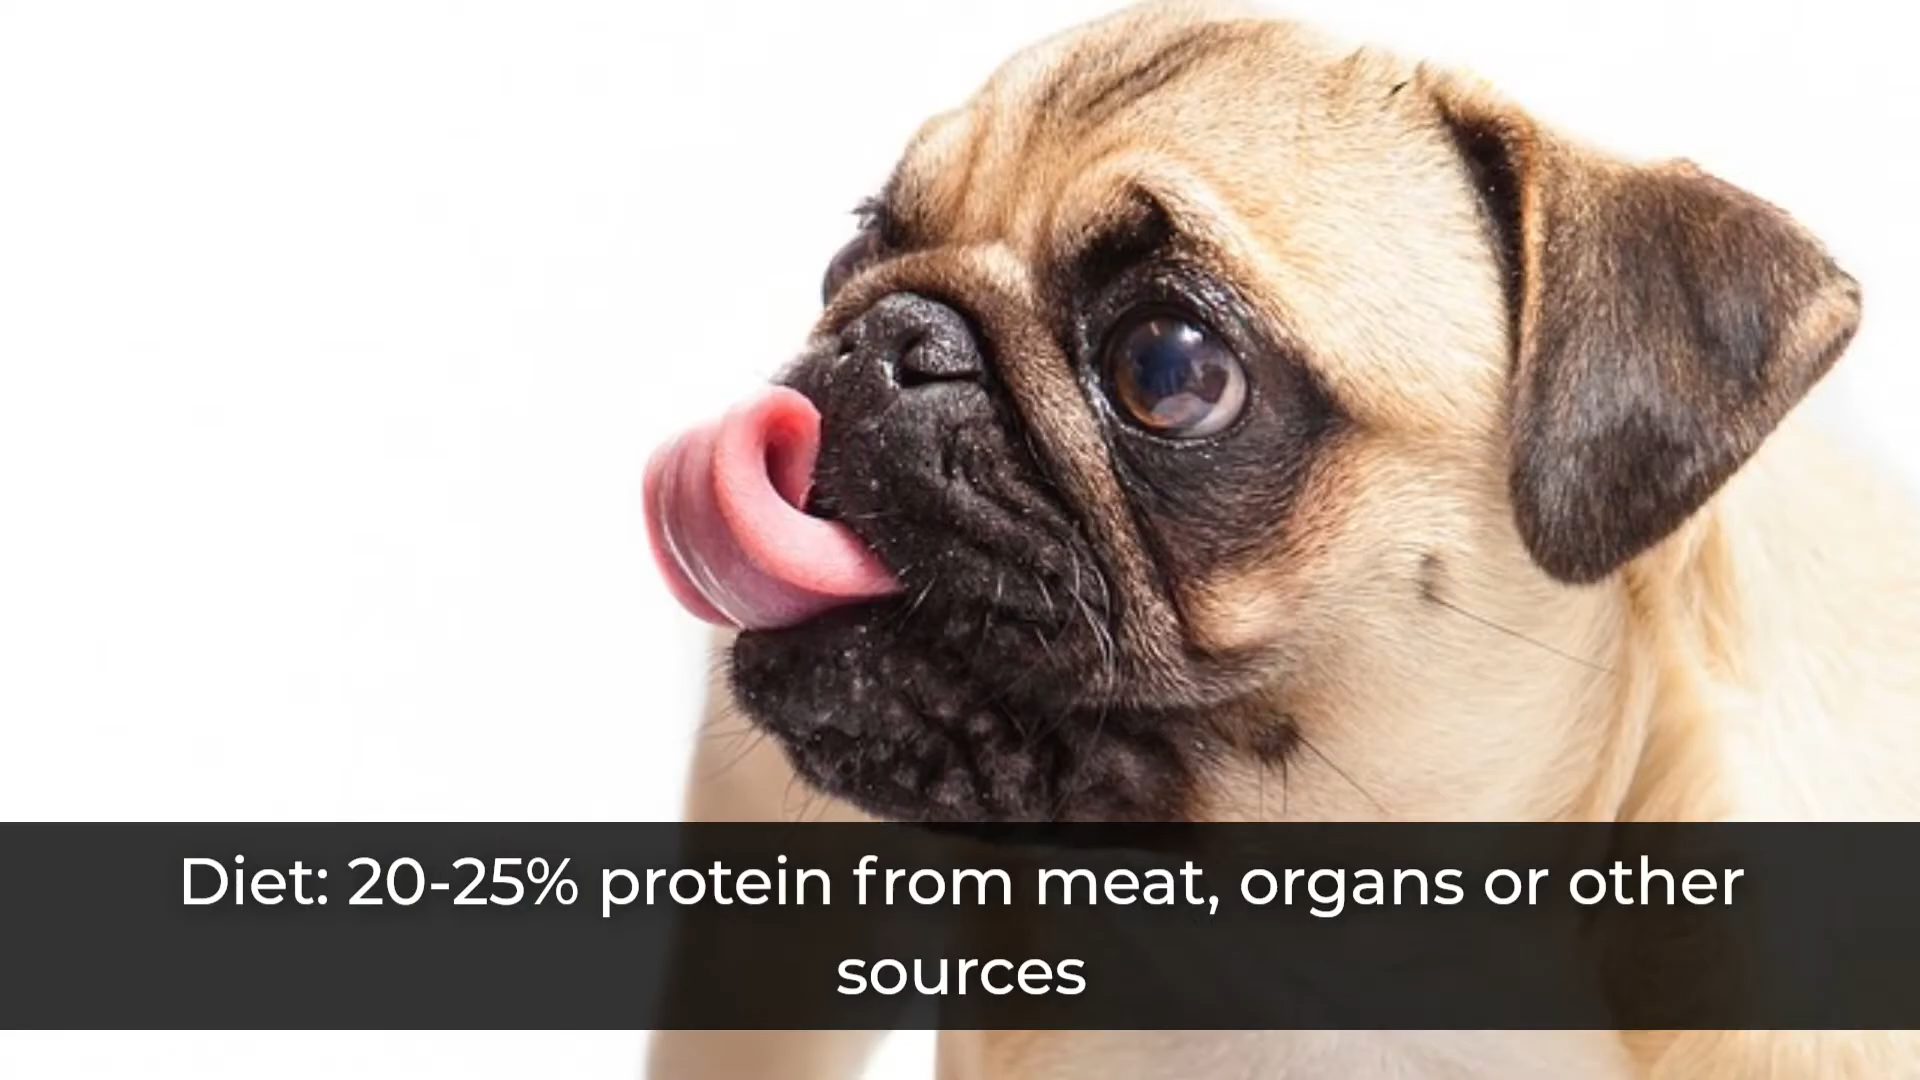 Diet: 20-25% protein from meat, organs or other
sources